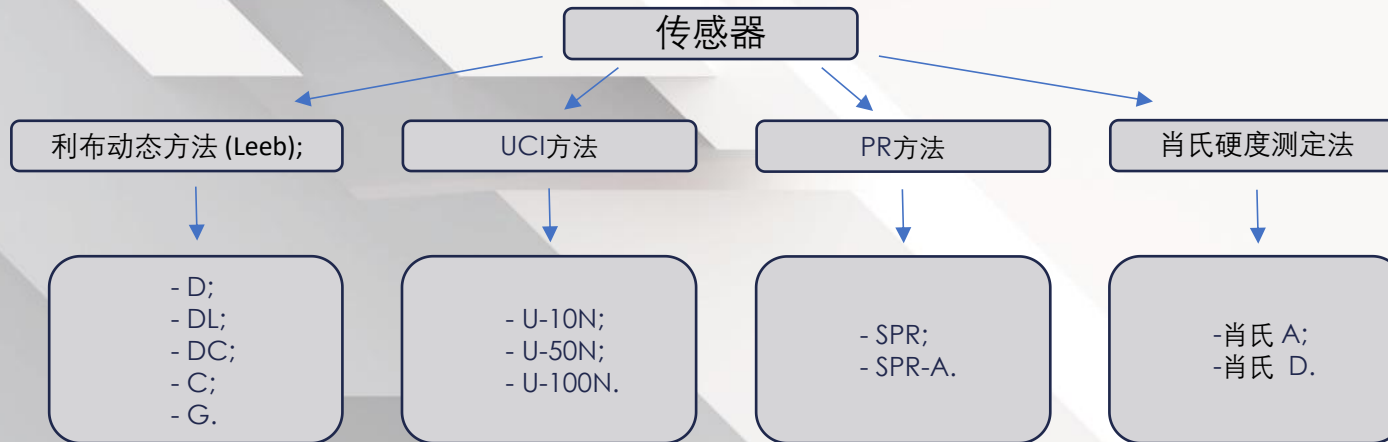 传感器
利布动态方法 (Leeb);
UCI方法
PR方法
肖氏硬度测定法
- D;
- DL;
- DC;
- C;
- G.
- U-10N;
- U-50N;
- U-100N.
- SPR;
- SPR-A.
-肖氏 A;
-肖氏 D.